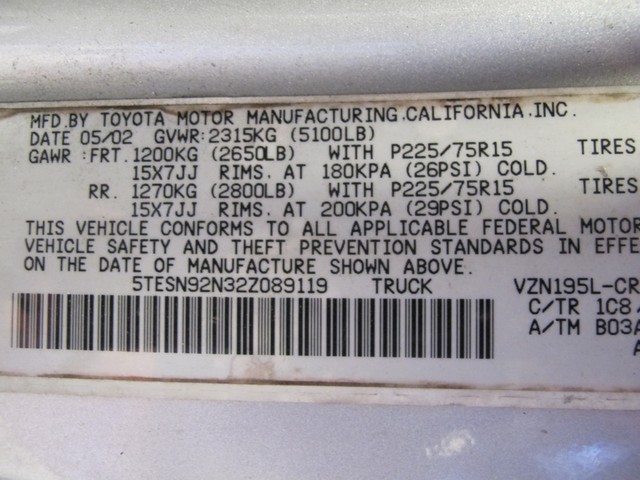 MFD.BY TOYOTA MOTOR MANUFACTURING.CALIFORNIA.INC.
DATE 05/02 GVWR:2315KG (5100LB)
GAWR:FRT.1200KG (2650LB) WITH P225/75R15 TIRES
15X7JJ RIMS. AT 180KPA (26PSI) COLD.
RR. 1270KG (2800LB) WITH P225/75R15 TIRES
15X7JJ RIMS. AT 200KPA (29PSI) COLD.
THIS VEHICLE CONFORMS TO ALL APPLICABLE FEDERAL MOTOR
VEHICLE SAFETY AND THEFT PREVENTION STANDARDS IN EFFE
ON THE DATE OF MANUFACTURE SHOWN ABOVE.
5TESN92N32Z089119 TRUCK VZN195L-CR
C/TR 1C8/
A/TM B03A